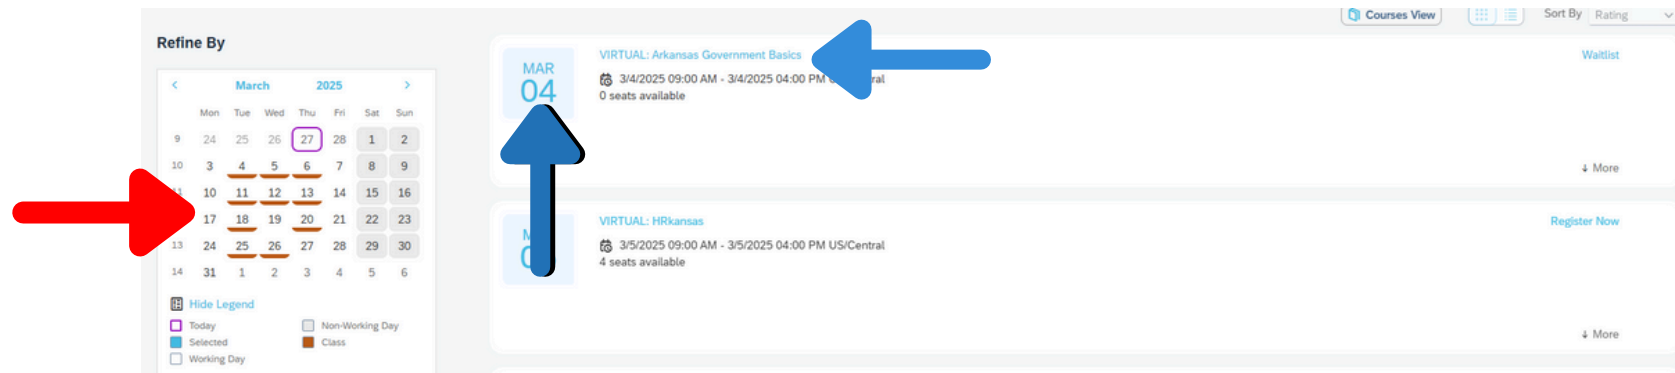 Courses View
Sort By Rating
Refine By
March 2025
Mon Tue Wed Thu Fri Sat Sun
9 24 25 26 27 28 1 2
10 3 4 5 6 7 8 9
10 11 12 13 14 15 16
17 18 19 20 21 22 23
13 24 25 26 27 28 29 30
14 31 1 2 3 4 5 6
Hide Legend
Today Non-Working Day
Selected Class
Working Day
MAR
04
VIRTUAL: Arkansas Government Basics
Waitlist
3/4/2025 09:00 AM - 3/4/2025 04:00 PM
0 seats available
↓ More
VIRTUAL: HRkansas
Register Now
3/5/2025 09:00 AM - 3/5/2025 04:00 PM US/Central
4 seats available
↓ More